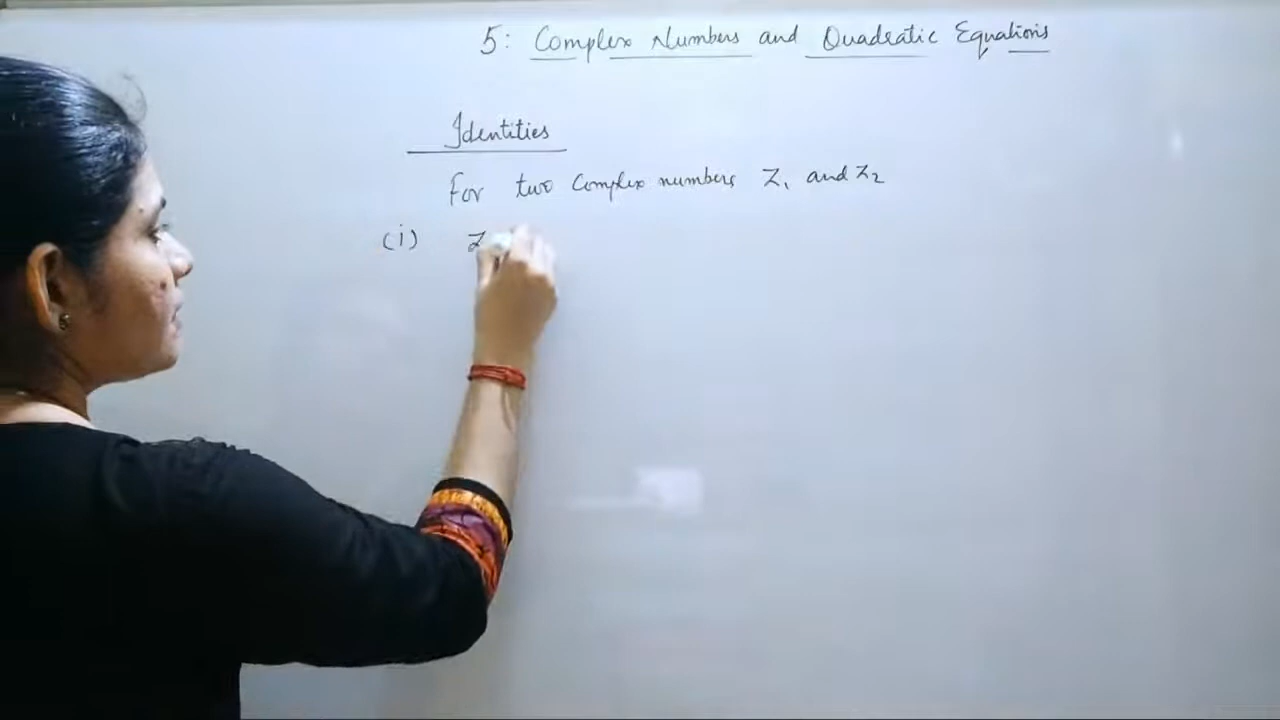 5: Complex Numbers and Quadratic Equations
Identities
For two Complex numbers Z₁ and Z₂
(i) Z